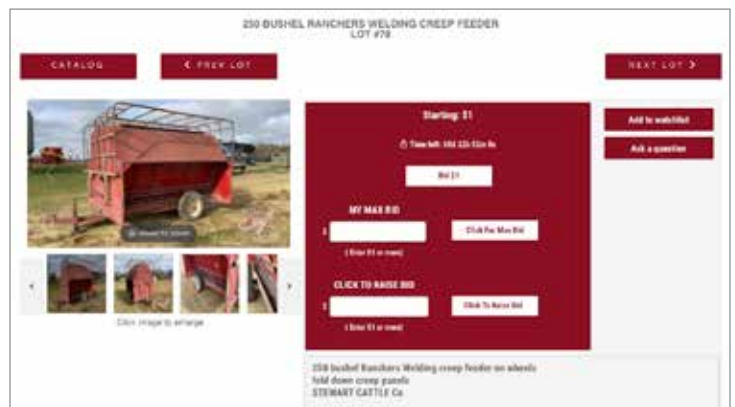 250 BUSHEL RANCHERS WELDING CREEP FEEDER
LOT #78
CATALOG
PREV LOT
NEXT LOT
Starting: $1
Time left:
Add to watchlist
Ask a question
Bid $1
MY MAX BID
$
Click For Max Bid
( Enter $1 or more)
CLICK TO RAISE BID
$
Click To Raise Bid
( Enter $1 or more)
Click image to enlarge
250 bushel Ranchers Welding creep feeder on wheels
fold down creep panels
STEWART CATTLE Co